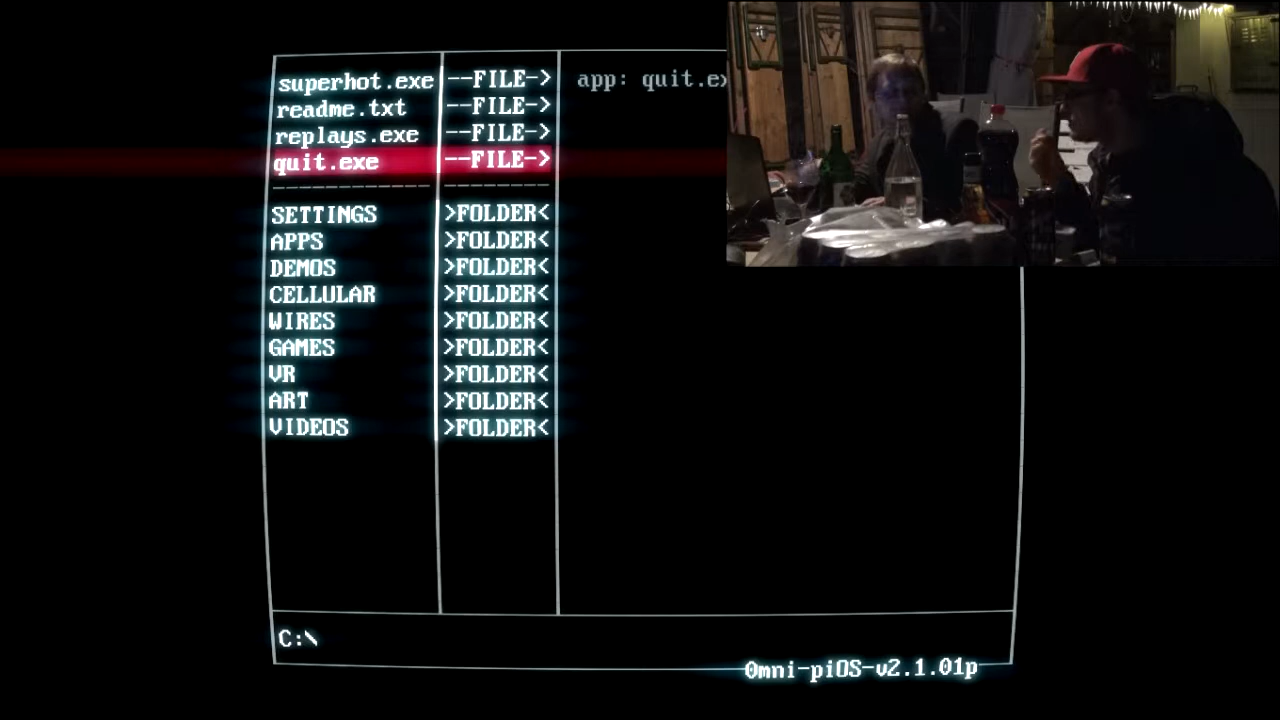 superhot.exe --FILE-> app: quit.ex
readme.txt --FILE->
replays.exe --FILE->
quit.exe --FILE->
SETTINGS >FOLDER<
APPS >FOLDER<
DEMOS >FOLDER<
CELLULAR >FOLDER<
WIRES >FOLDER<
GAMES >FOLDER<
VR >FOLDER<
ART >FOLDER<
VIDEOS >FOLDER<
C:\
0mni-piOS-v2.1.01p